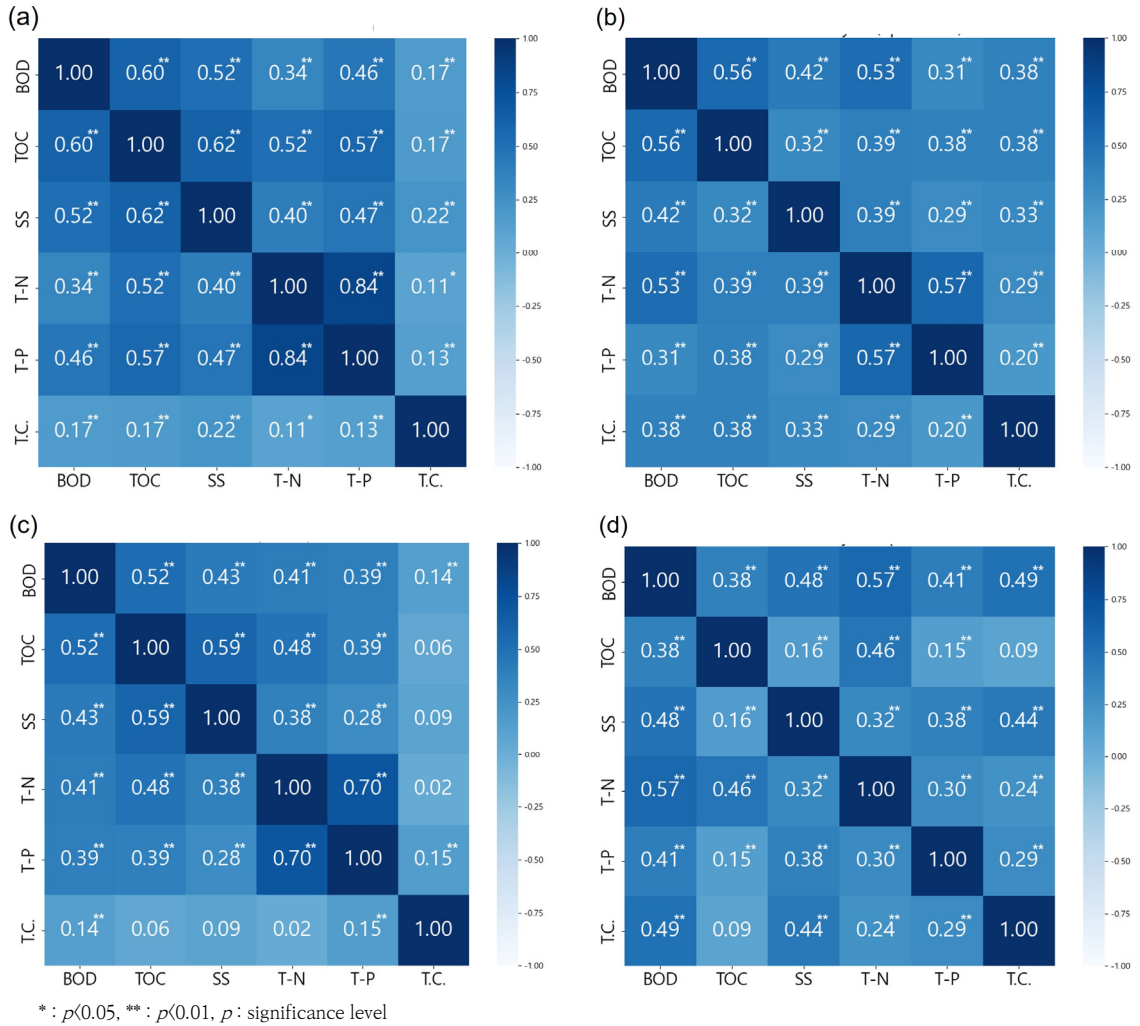 (a)
BOD 1.00 0.60** 0.52** 0.34** 0.46** 0.17**
TOC 0.60** 1.00 0.62** 0.52** 0.57** 0.17**
SS 0.52** 0.62** 1.00 0.40** 0.47** 0.22**
T-N 0.34** 0.52** 0.40** 1.00 0.84** 0.11*
T-P 0.46** 0.57** 0.47** 0.84** 1.00 0.13**
T.C. 0.17** 0.17** 0.22** 0.11* 0.13** 1.00
BOD TOC SS T-N T-P T.C.
1.00
0.75
0.50
0.25
0.00
-0.25
-0.50
-0.75
-1.00
(b)
BOD 1.00 0.56** 0.42** 0.53** 0.31** 0.38**
TOC 0.56** 1.00 0.32** 0.39** 0.38** 0.38**
SS 0.42** 0.32** 1.00 0.39** 0.29** 0.33**
T-N 0.53** 0.39** 0.39** 1.00 0.57** 0.29**
T-P 0.31** 0.38** 0.29** 0.57** 1.00 0.20**
T.C. 0.38** 0.38** 0.33** 0.29** 0.20** 1.00
BOD TOC SS T-N T-P T.C.
1.00
0.75
0.50
0.25
0.00
-0.25
-0.50
-0.75
-1.00
(c)
BOD 1.00 0.52** 0.43** 0.41** 0.39** 0.14**
TOC 0.52** 1.00 0.59** 0.48** 0.39** 0.06
SS 0.43** 0.59** 1.00 0.38** 0.28** 0.09
T-N 0.41** 0.48** 0.38** 1.00 0.70** 0.02
T-P 0.39** 0.39** 0.28** 0.70** 1.00 0.15**
T.C. 0.14** 0.06 0.09 0.02 0.15** 1.00
BOD TOC SS T-N T-P T.C.
1.00
0.75
0.50
0.25
0.00
-0.25
-0.50
-0.75
-1.00
(d)
BOD 1.00 0.38** 0.48** 0.57** 0.41** 0.49**
TOC 0.38** 1.00 0.16** 0.46** 0.15** 0.09
SS 0.48** 0.16** 1.00 0.32** 0.38** 0.44**
T-N 0.57** 0.46** 0.32** 1.00 0.30** 0.24**
T-P 0.41** 0.15** 0.38** 0.30** 1.00 0.29**
T.C. 0.49** 0.09 0.44** 0.24** 0.29** 1.00
BOD TOC SS T-N T-P T.C.
1.00
0.75
0.50
0.25
0.00
-0.25
-0.50
-0.75
-1.00
* : p<0.05, ** : p<0.01, p : significance level